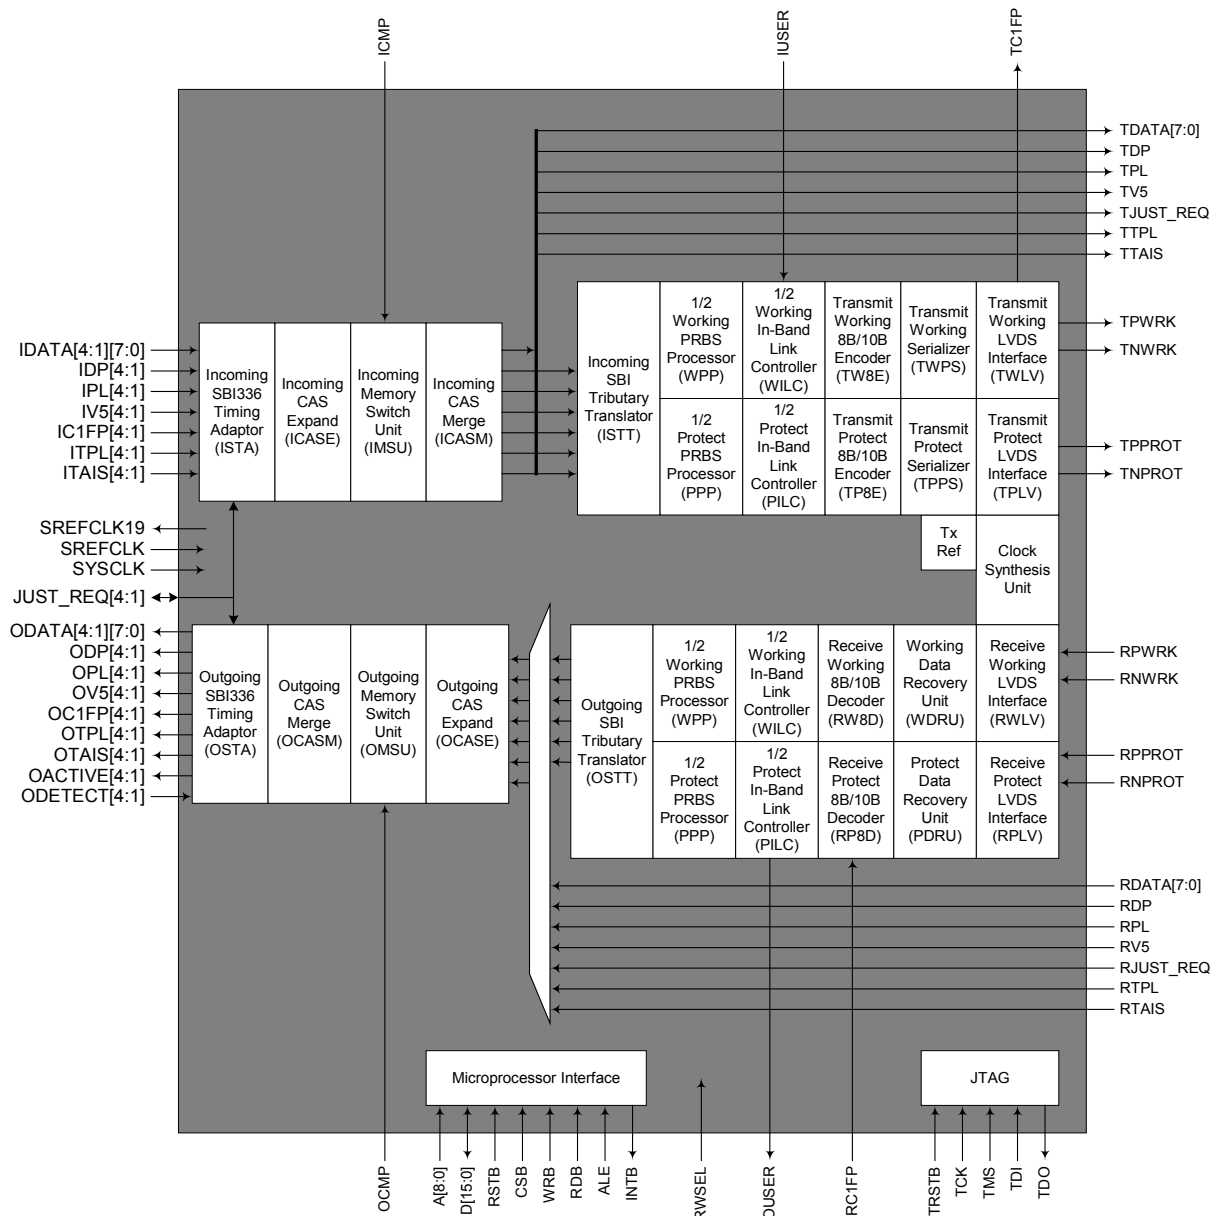 ICMP
IUSER
TC1FP
TDATA[7:0]
TDP
TPL
TV5
TJUST_REQ
TTPL
TTAIS
IDATA[4:1][7:0]
IDP[4:1]
IPL[4:1]
IV5[4:1]
IC1FP[4:1]
ITPL[4:1]
ITAIS[4:1]
Incoming
SBI336
Timing
Adaptor
(ISTA)
Incoming
CAS
Expand
(ICASE)
Incoming
Memory
Switch
Unit
(IMSU)
Incoming
CAS
Merge
(ICASM)
Incoming
SBI
Tributary
Translator
(ISTT)
1/2
Working
PRBS
Processor
(WPP)
1/2
Working
In-Band
Link
Controller
(WILC)
Transmit
Working
8B/10B
Encoder
(TW8E)
Transmit
Working
Serializer
(TWPS)
Transmit
Working
LVDS
Interface
(TWLV)
1/2
Protect
PRBS
Processor
(PPP)
1/2
Protect
In-Band
Link
Controller
(PILC)
Transmit
Protect
8B/10B
Encoder
(TP8E)
Transmit
Protect
Serializer
(TPPS)
Transmit
Protect
LVDS
Interface
(TPLV)
TPWRK
TNWRK
TPPROT
TNPROT
SREFCLK19
SREFCLK
SYSCLK
JUST_REQ[4:1]
Tx
Ref
Clock
Synthesis
Unit
ODATA[4:1][7:0]
ODP[4:1]
OPL[4:1]
OV5[4:1]
OC1FP[4:1]
OTPL[4:1]
OTAIS[4:1]
OACTIVE[4:1]
ODETECT[4:1]
Outgoing
SBI336
Timing
Adaptor
(OSTA)
Outgoing
CAS
Merge
(OCASM)
Outgoing
Memory
Switch
Unit
(OMSU)
Outgoing
CAS
Expand
(OCASE)
Outgoing
SBI
Tributary
Translator
(OSTT)
1/2
Working
PRBS
Processor
(WPP)
1/2
Working
In-Band
Link
Controller
(WILC)
Receive
Working
8B/10B
Decoder
(RW8D)
Working
Data
Recovery
Unit
(WDRU)
Receive
Working
LVDS
Interface
(RWLV)
1/2
Protect
PRBS
Processor
(PPP)
1/2
Protect
In-Band
Link
Controller
(PILC)
Receive
Protect
8B/10B
Decoder
(RP8D)
Protect
Data
Recovery
Unit
(PDRU)
Receive
Protect
LVDS
Interface
(RPLV)
RPWRK
RNWRK
RPPROT
RNPROT
RDATA[7:0]
RDP
RPL
RV5
RJUST_REQ
RTPL
RTAIS
Microprocessor Interface
JTAG
OCMP
A[8:0]
D[15:0]
RSTB
CSB
WRB
RDB
ALE
INTB
RWSEL
OUSER
RC1FP
TRSTB
TCK
TMS
TDI
TDO